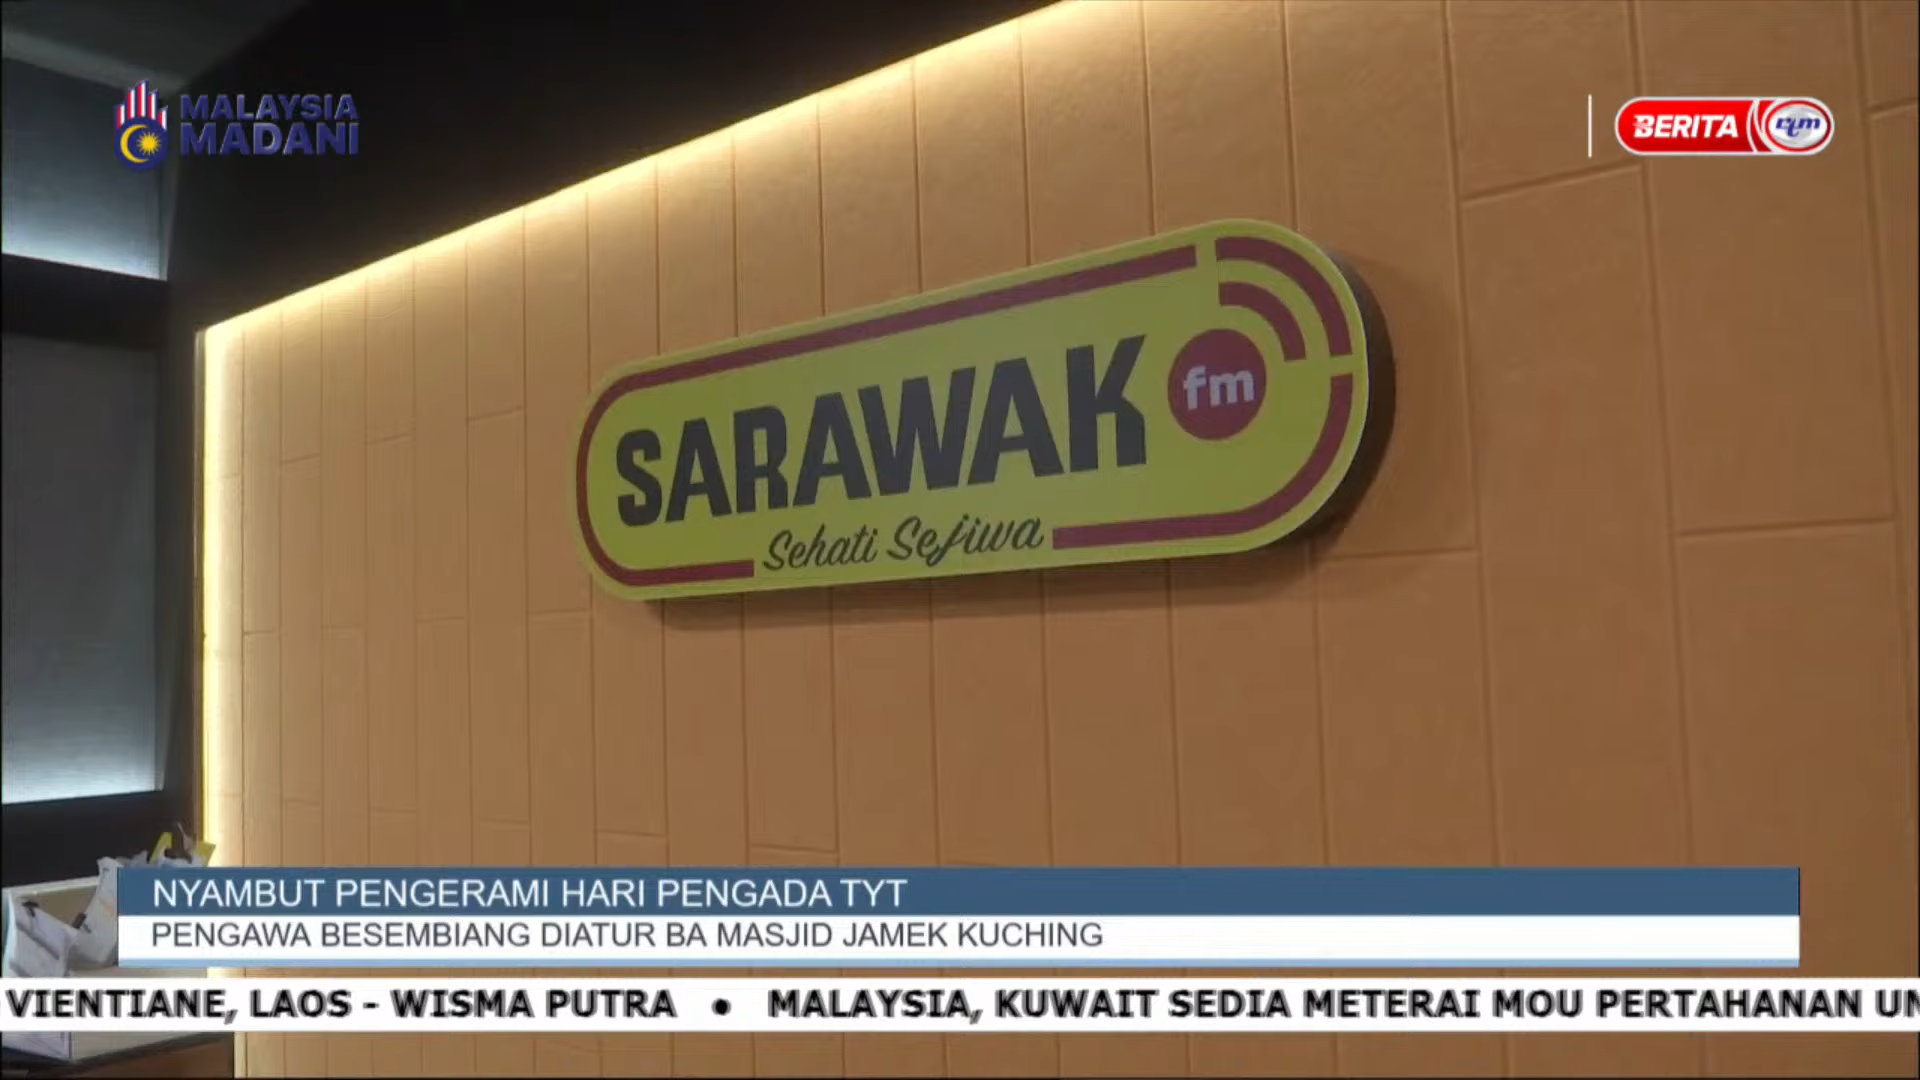 MALAYSIA
MADANI
BERITA rtm
SARAWAK fm
Sehati Sejiwa
NYAMBUT PENGERAMI HARI PENGADA TYT
PENGAWA BESEMBIANG DIATUR BA MASJID JAMEK KUCHING
VIENTIANE, LAOS - WISMA PUTRA • MALAYSIA, KUWAIT SEDIA METERAI MOU PERTAHANAN UN